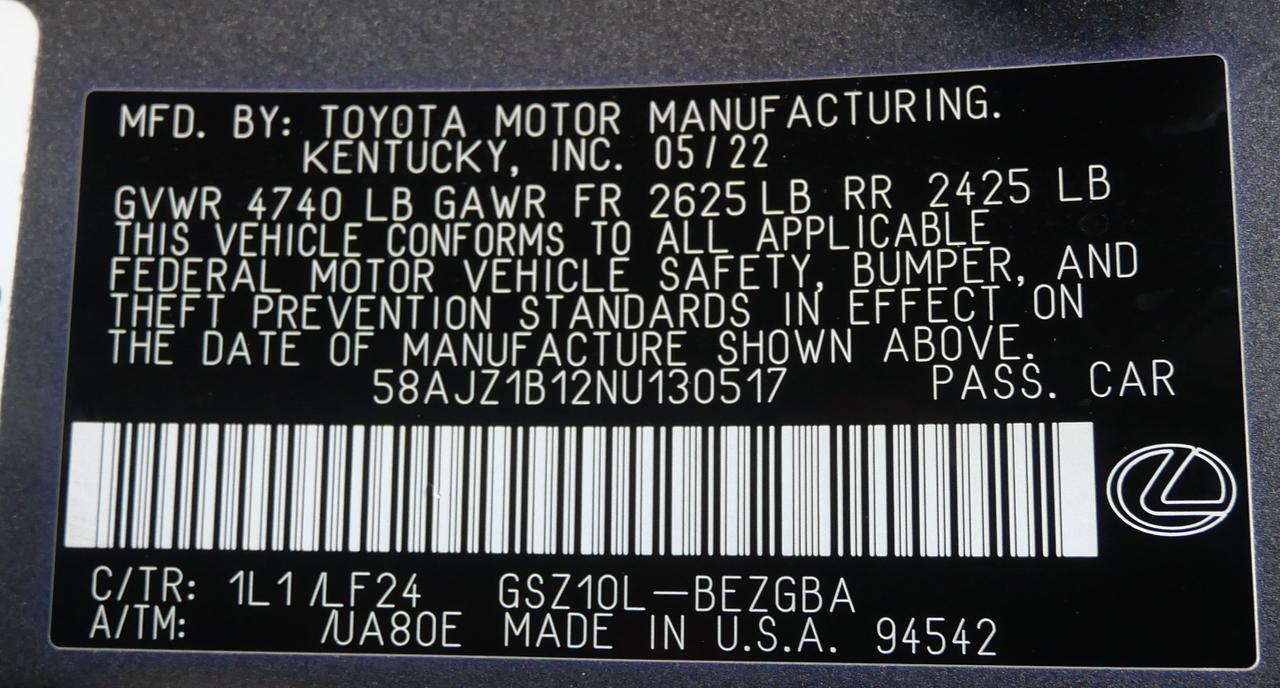 MFD. BY: TOYOTA MOTOR MANUFACTURING.
KENTUCKY, INC. 05/22
GVWR 4740 LB GAWR FR 2625 LB RR 2425 LB
THIS VEHICLE CONFORMS TO ALL APPLICABLE
FEDERAL MOTOR VEHICLE SAFETY, BUMPER, AND
THEFT PREVENTION STANDARDS IN EFFECT ON
THE DATE OF MANUFACTURE SHOWN ABOVE.
58AJZ1B12NU130517 PASS. CAR
C/TR: 1L1 /LF24 GSZ10L-BEZGBA
A/TM: /UA80E MADE IN U.S.A. 94542